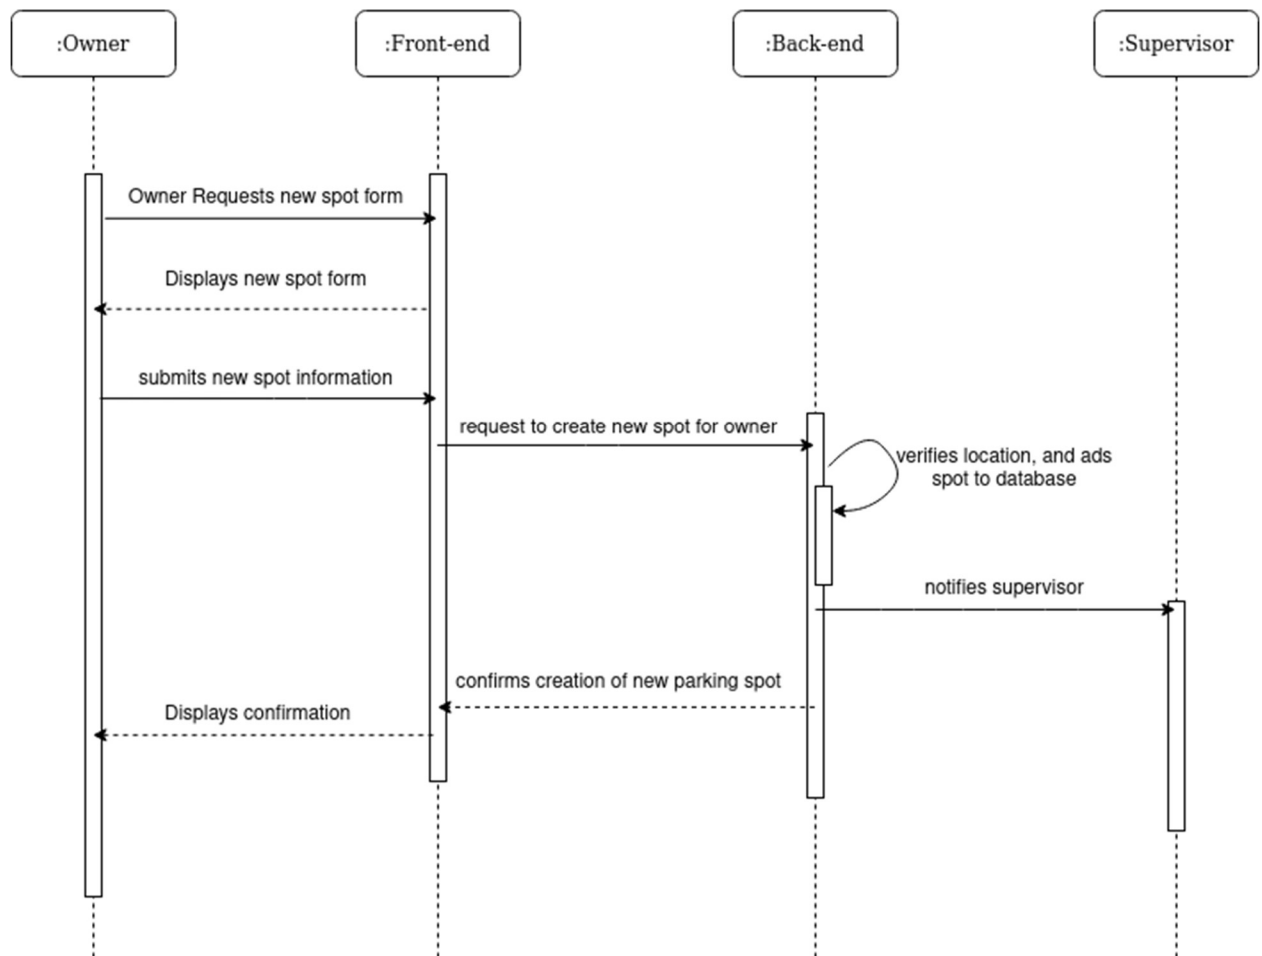 :Owner
:Front-end
:Back-end
:Supervisor
Owner Requests new spot form
Displays new spot form
submits new spot information
request to create new spot for owner
verifies location, and ads
spot to database
notifies supervisor
confirms creation of new parking spot
Displays confirmation